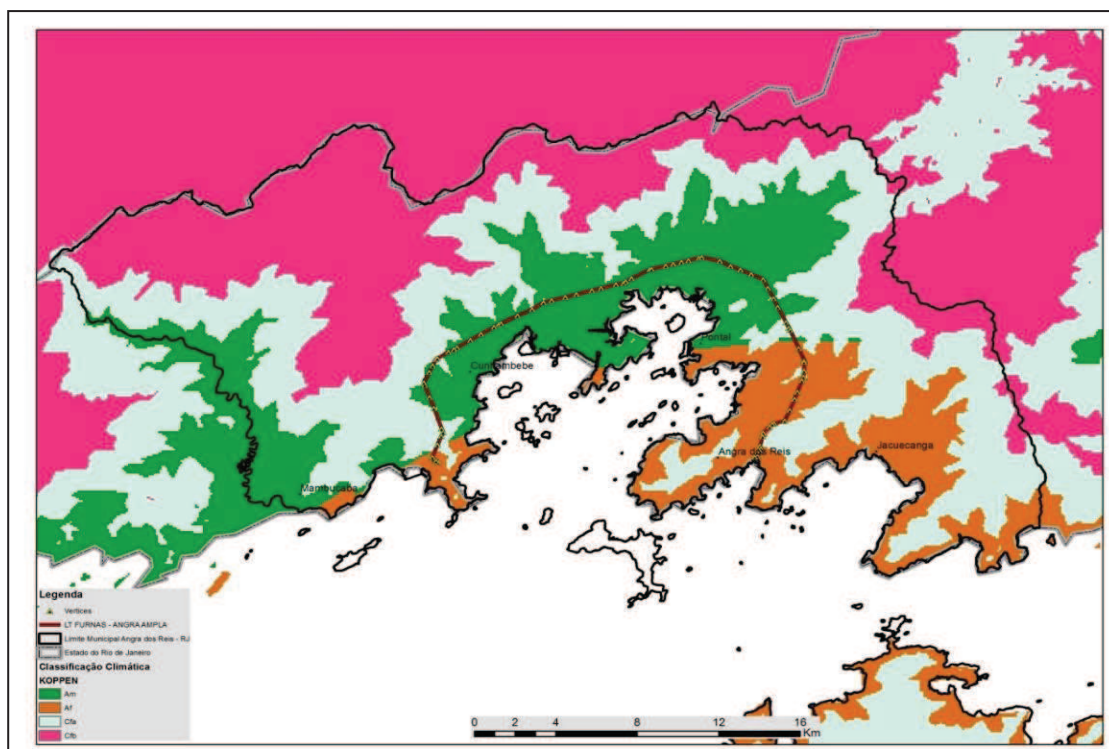 Cunhambebe
Pontal
Angra dos Reis
Jacuecanga
Mambucaba
Legenda
Vertices
LT FURNAS - ANGRA AMPLA
Limite Municipal Angra dos Reis - RJ
Estado do Rio de Janeiro
Classificação Climática
KOPPEN
Am
Af
Cfa
Cfb
0 2 4 8 12 16
Km